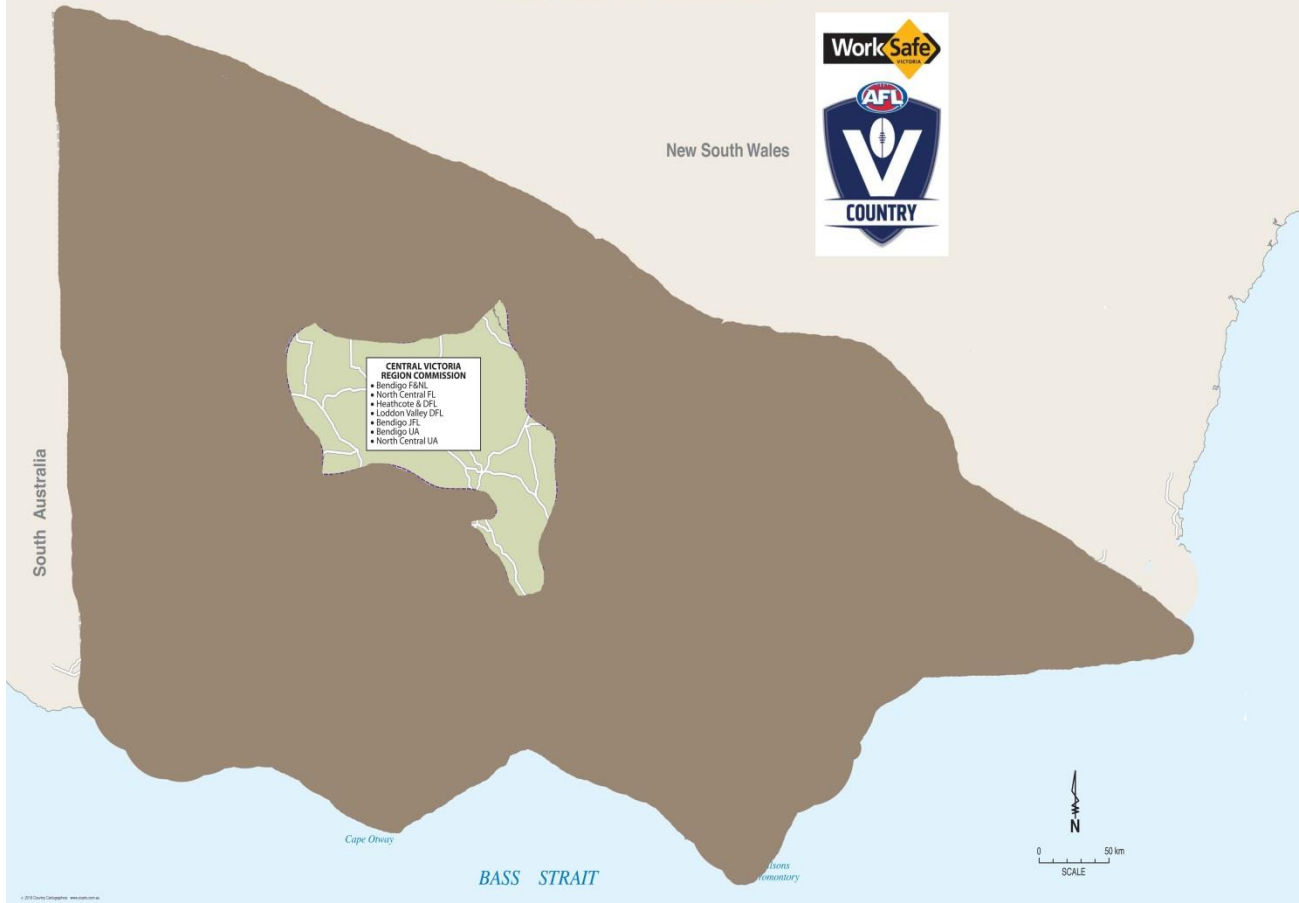 Work Safe
VICTORIA
AFL
V
COUNTRY
New South Wales
CENTRAL VICTORIA
REGION COMMISSION
• Bendigo F&NL
• North Central FL
• Heathcote & DFL
• Loddon Valley DFL
• Bendigo JFL
• Bendigo UA
• North Central UA
South Australia
Cape Otway
BASS STRAIT
lsons
romontory
N
0 50 km
SCALE